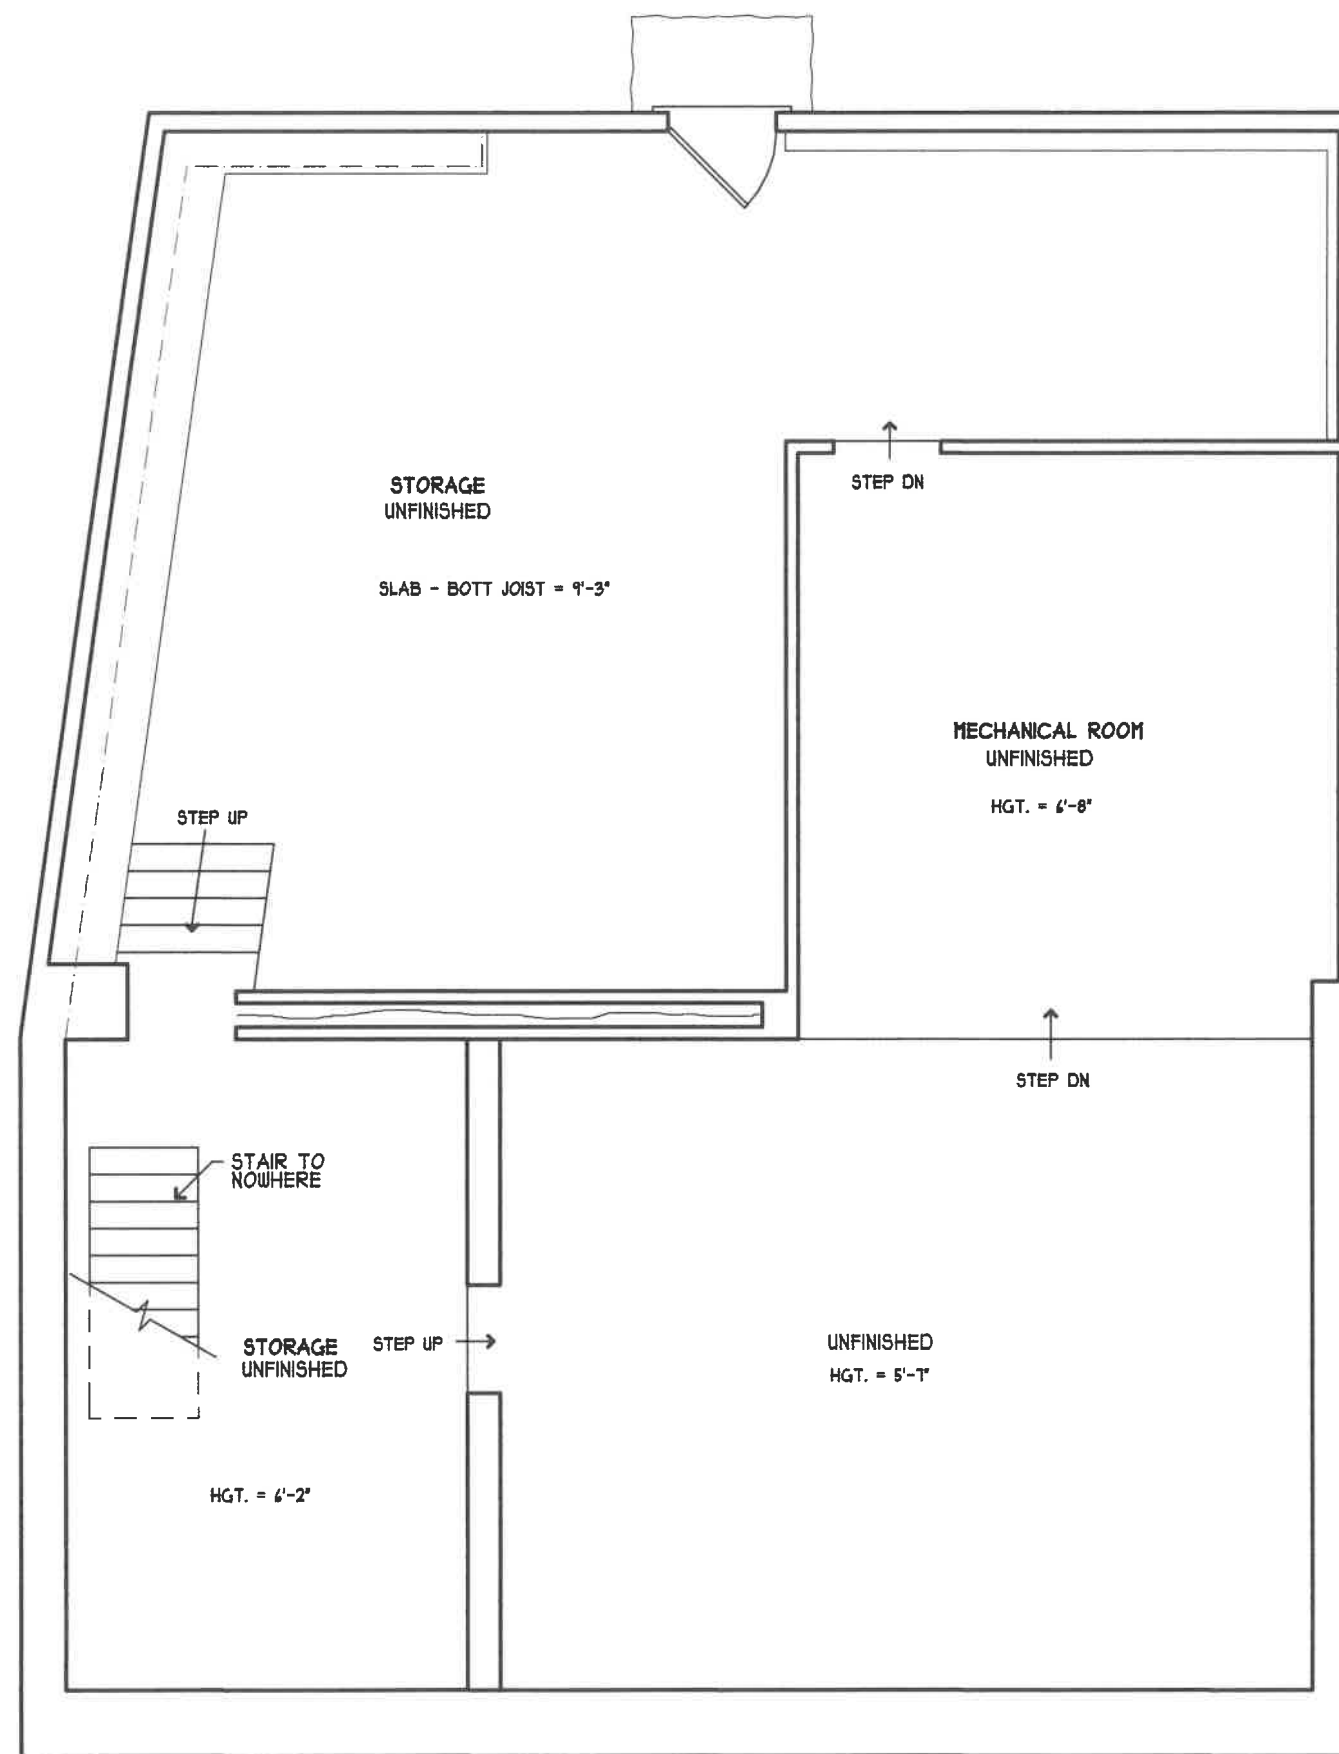 STEP DN
STORAGE
UNFINISHED
SLAB - BOTT JOIST = 9'-3"
MECHANICAL ROOM
UNFINISHED
HGT. = 6'-8"
STEP UP
STEP DN
STAIR TO
NOWHERE
STORAGE
UNFINISHED
STEP UP
UNFINISHED
HGT. = 5'-7"
HGT. = 6'-2"